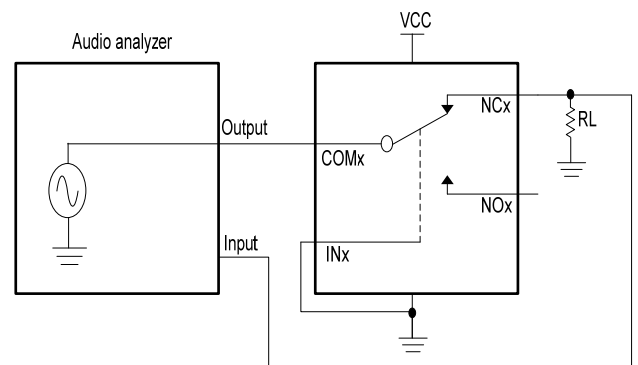 VCC
Audio analyzer
Output
COMx
NCx
RL
NOx
Input
INx